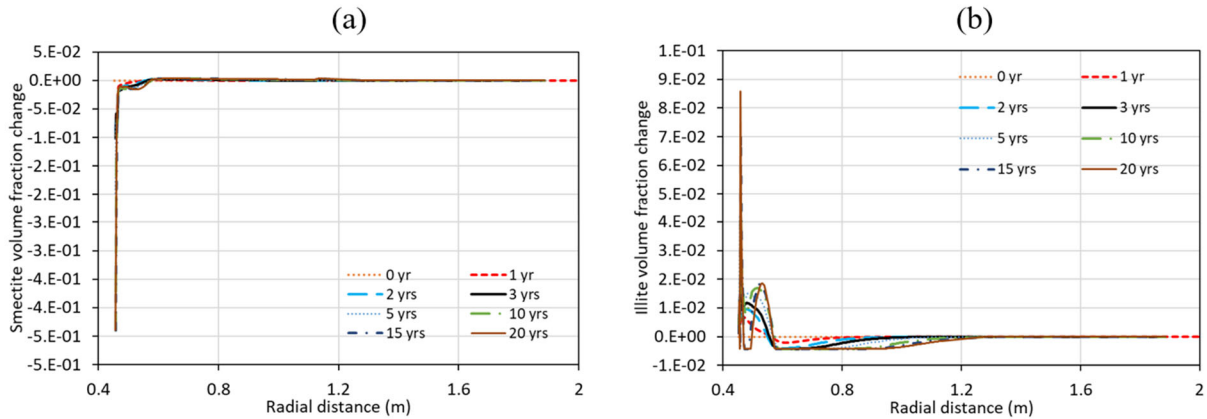 (a)
Smectite volume fraction change
5.E-02
0.E+00
-5.E-02
-1.E-01
-2.E-01
-2.E-01
-3.E-01
-3.E-01
-4.E-01
-4.E-01
-5.E-01
-5.E-01
0 yr 1 yr
2 yrs 3 yrs
5 yrs 10 yrs
15 yrs 20 yrs
0.4 0.8 1.2 1.6 2
Radial distance (m)
(b)
Illite volume fraction change
1.E-01
9.E-02
8.E-02
7.E-02
6.E-02
5.E-02
4.E-02
3.E-02
2.E-02
1.E-02
0.E+00
-1.E-02
0 yr 1 yr
2 yrs 3 yrs
5 yrs 10 yrs
15 yrs 20 yrs
0.4 0.8 1.2 1.6 2
Radial distance (m)